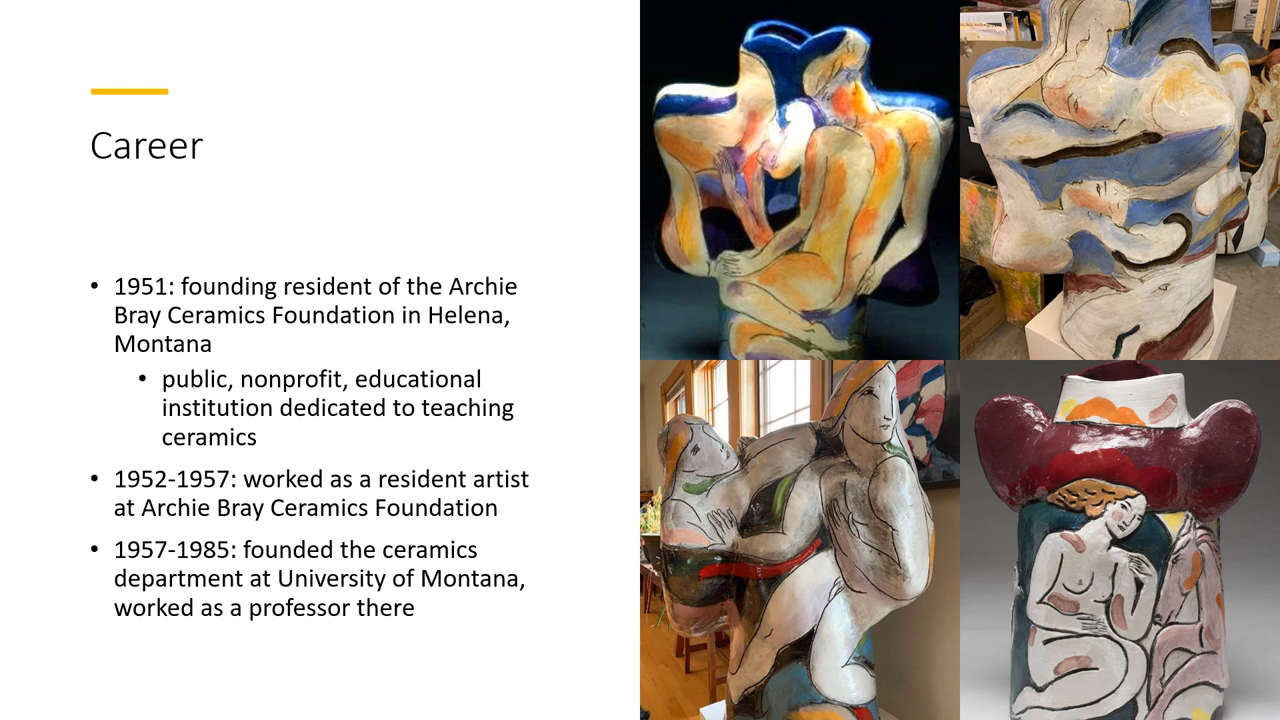 Career
• 1951: founding resident of the Archie
Bray Ceramics Foundation in Helena,
Montana
• public, nonprofit, educational
institution dedicated to teaching
ceramics
• 1952-1957: worked as a resident artist
at Archie Bray Ceramics Foundation
• 1957-1985: founded the ceramics
department at University of Montana,
worked as a professor there